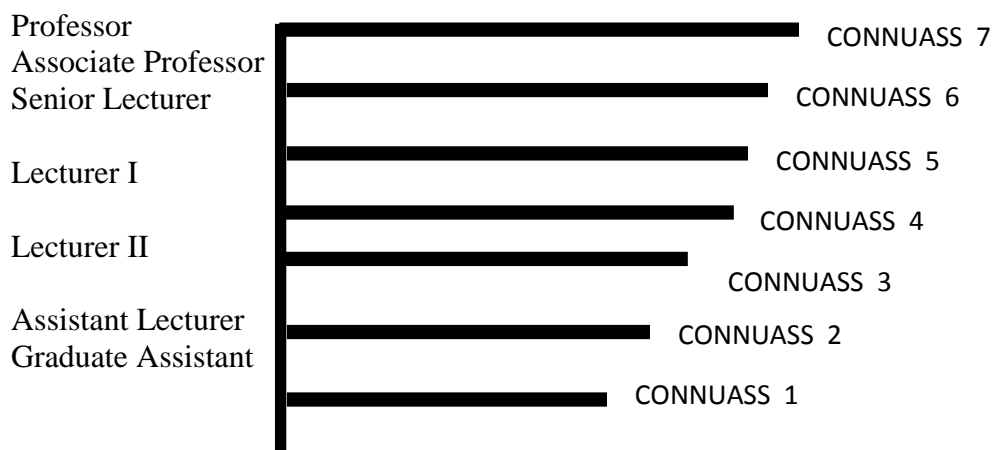 Professor
CONNUASS 7
Associate Professor
Senior Lecturer
CONNUASS 6
Lecturer I
CONNUASS 5
CONNUASS 4
Lecturer II
CONNUASS 3
Assistant Lecturer
CONNUASS 2
Graduate Assistant
CONNUASS 1